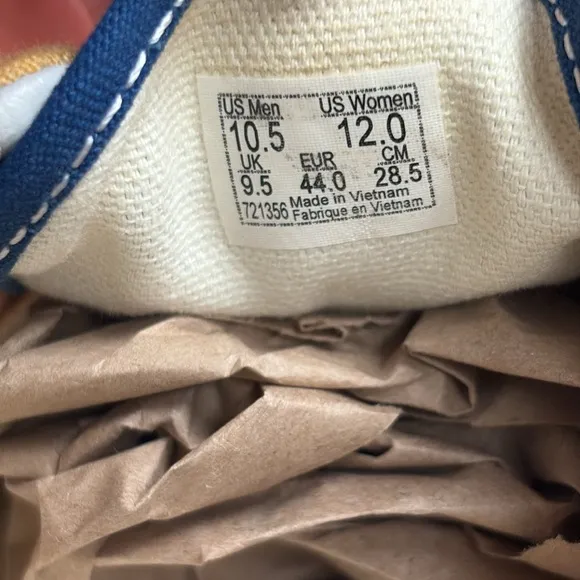 US Men US Women
10.5 12.0
UK EUR CM
9.5 44.0 28.5
721356 Made in Vietnam
Fabrique en Vietnam